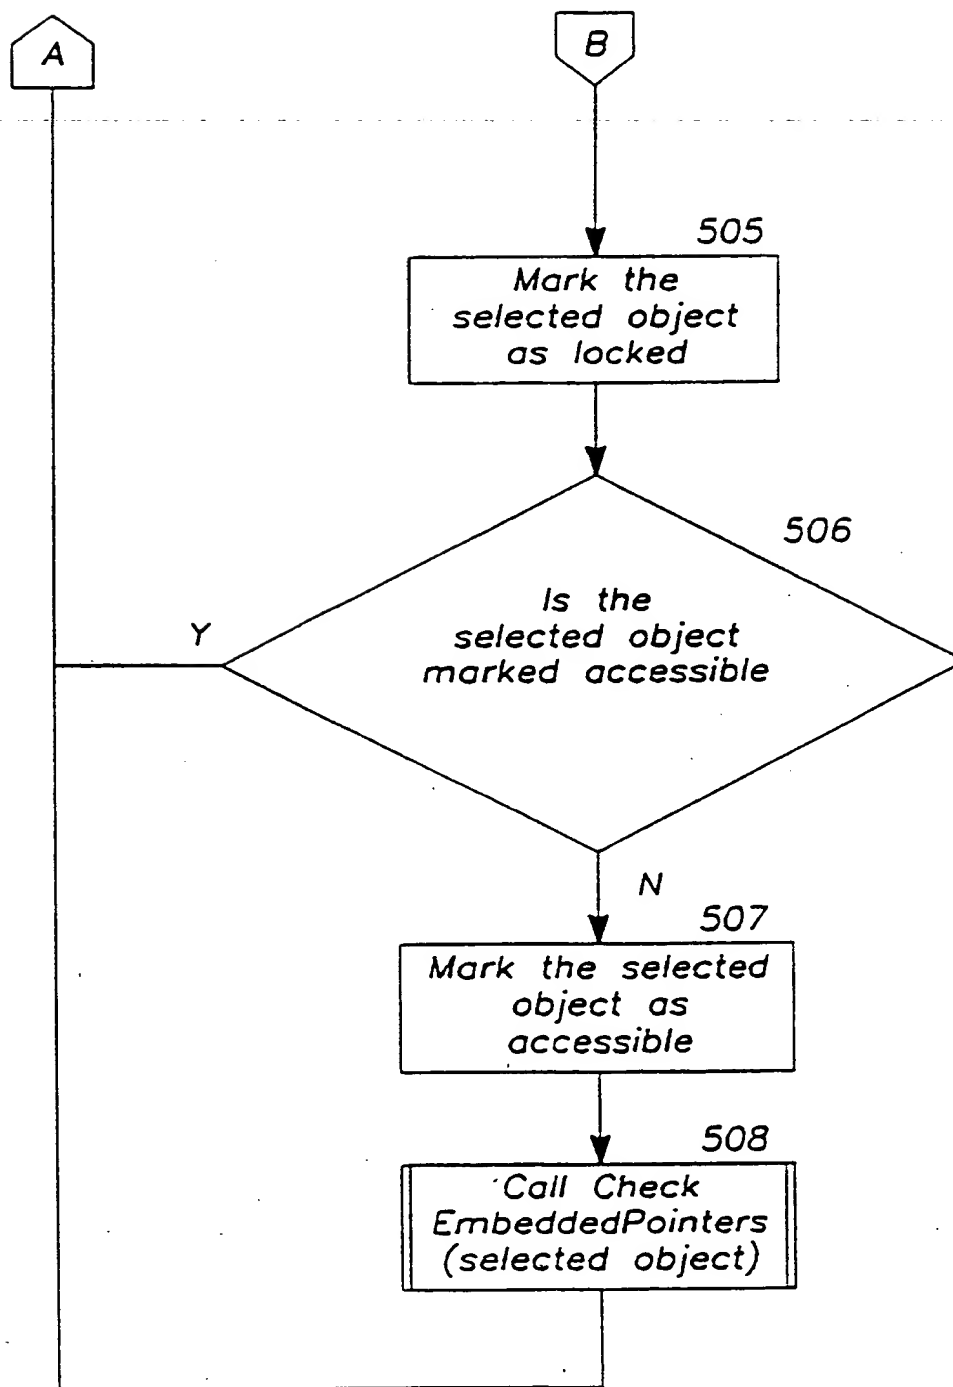 A
B
505
Mark the
selected object
as locked
506
Is the
selected object
marked accessible
Y
N
507
Mark the selected
object as
accessible
508
Call Check
EmbeddedPointers
(selected object)